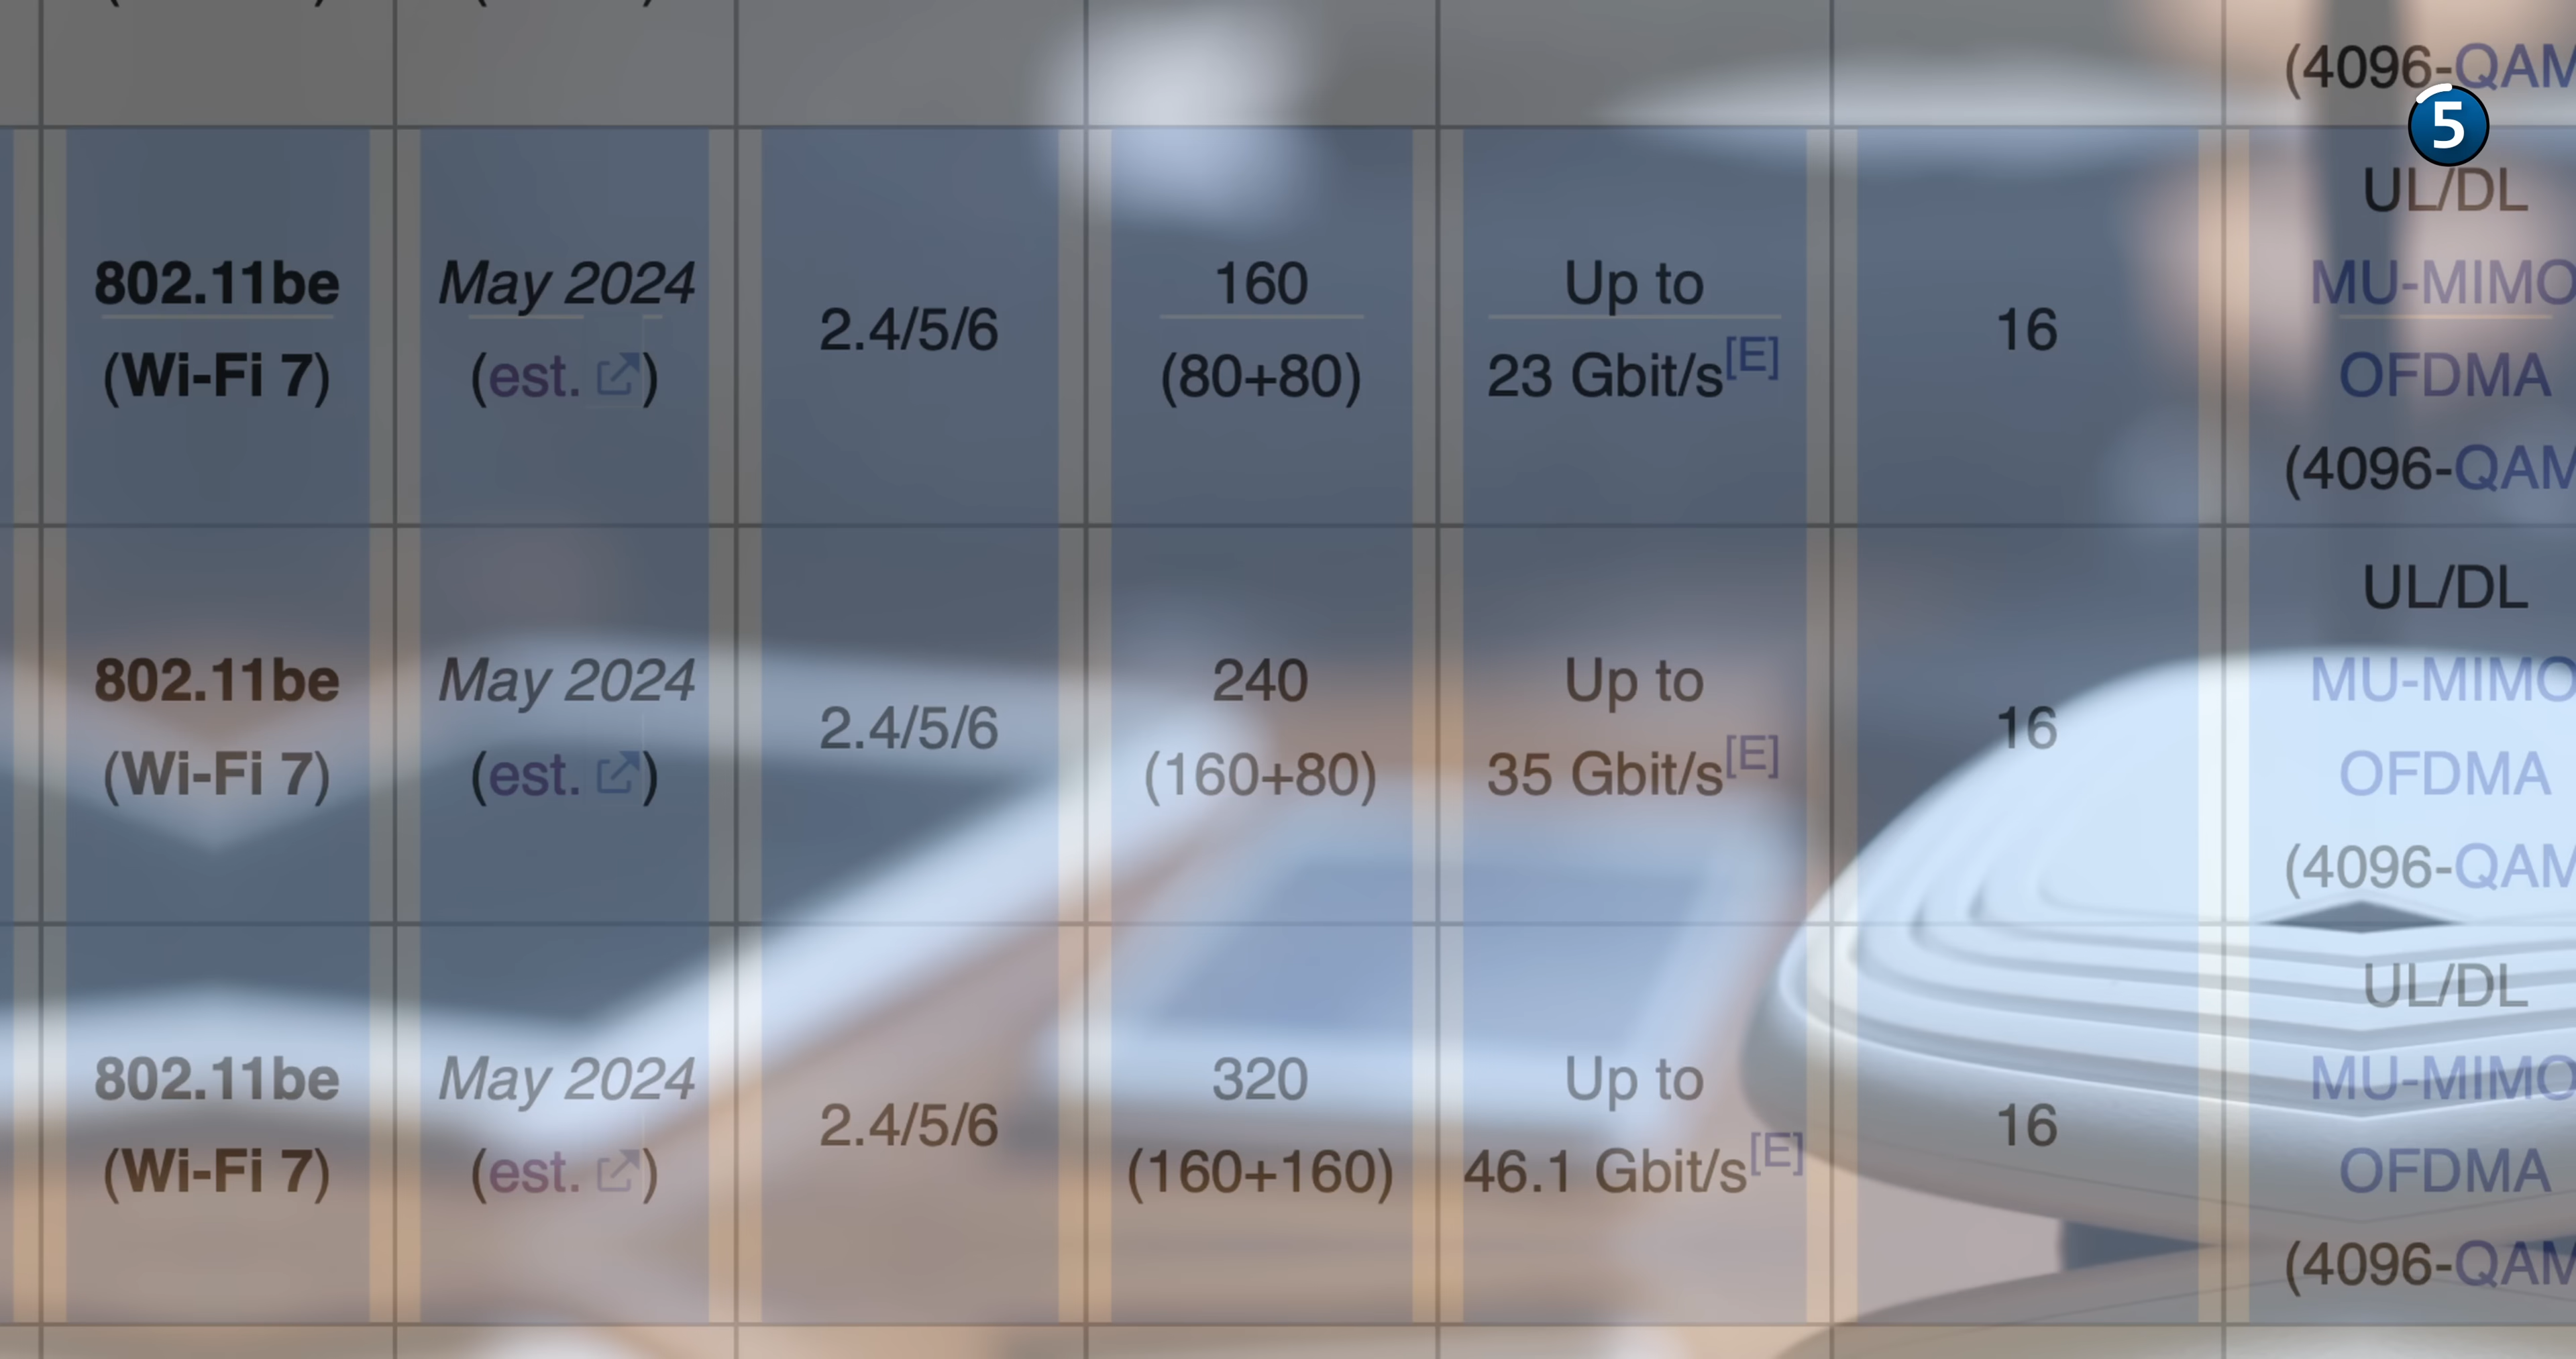 (4096-QAM
5
802.11be
(Wi-Fi 7)
May 2024
(est. )
2.4/5/6
160
(80+80)
Up to
23 Gbit/s[E]
16
UL/DL
MU-MIMO
OFDMA
(4096-QAM
802.11be
(Wi-Fi 7)
May 2024
(est. )
2.4/5/6
240
(160+80)
Up to
35 Gbit/s[E]
16
UL/DL
MU-MIMO
OFDMA
(4096-QAM
802.11be
(Wi-Fi 7)
May 2024
(est. )
2.4/5/6
320
(160+160)
Up to
46.1 Gbit/s[E]
16
UL/DL
MU-MIMO
OFDMA
(4096-QAM